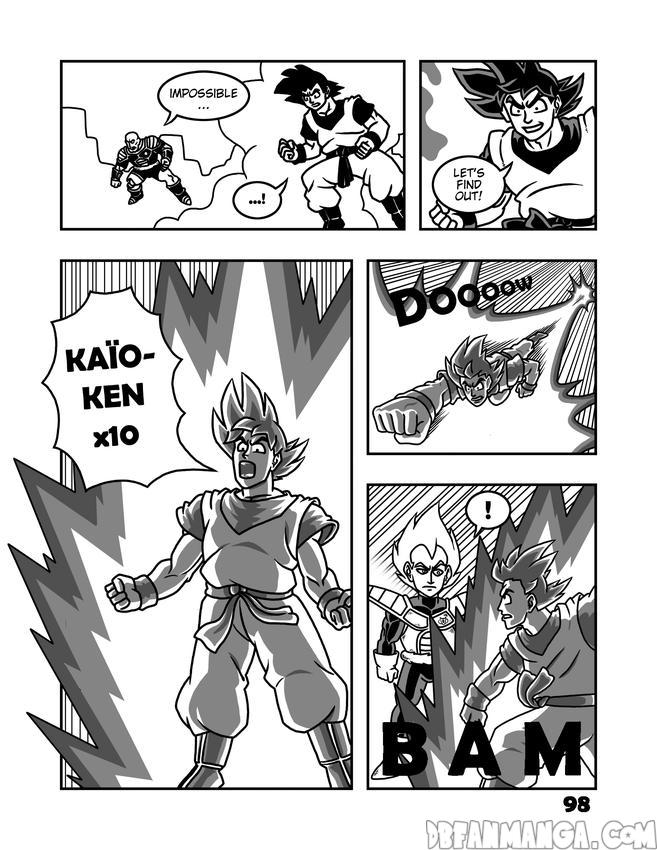 IMPOSSIBLE
...
...!
LET'S
FIND
OUT!
KAÏO-
KEN
x10
DOOOOOW
!
BAM
98
DBFANMANGA.COM